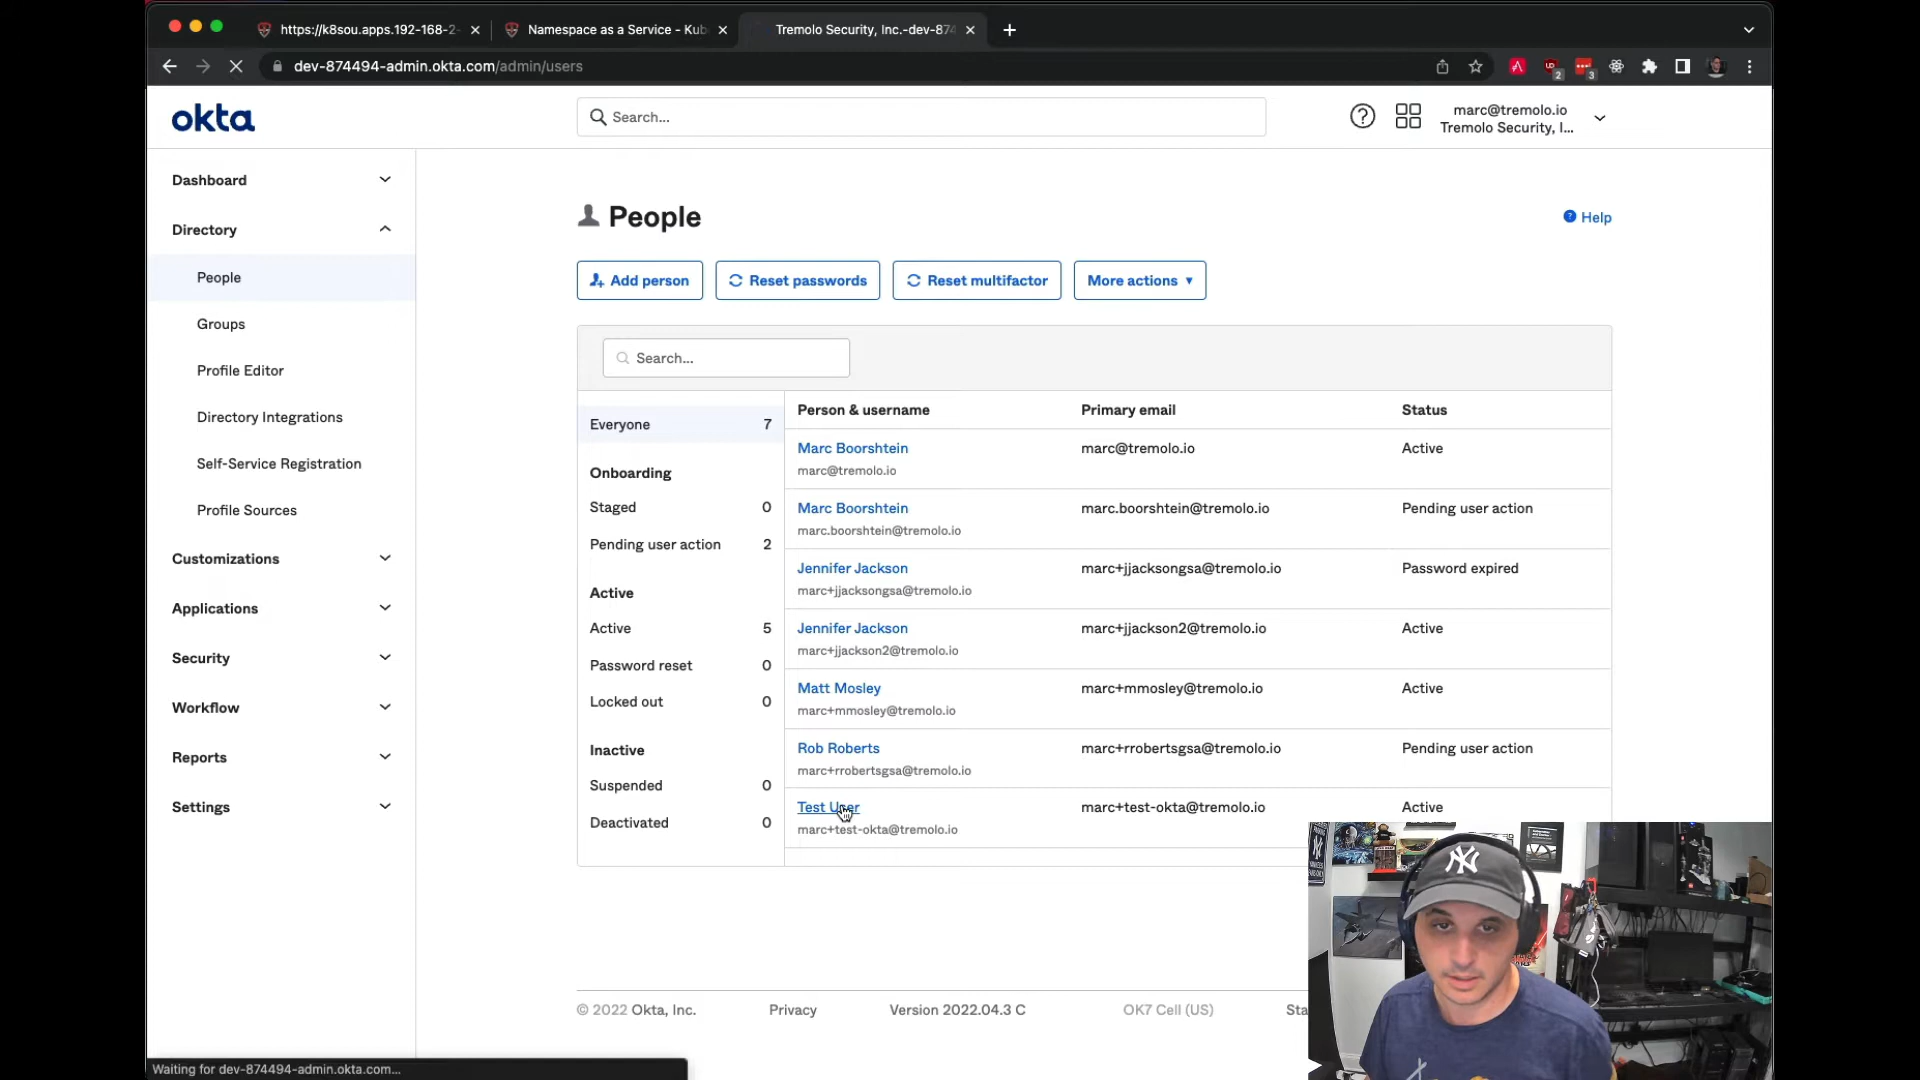 https://k8sou.apps.192-168-2-
Namespace as a Service - Kub
Tremolo Security, Inc.-dev-874
dev-874494-admin.okta.com/admin/users
2
3
okta
Search...
marc@tremolo.io
Tremolo Security, I...
Dashboard
Directory
People
Groups
Profile Editor
Directory Integrations
Self-Service Registration
Profile Sources
Customizations
Applications
Security
Workflow
Reports
Settings
People
Help
Add person
Reset passwords
Reset multifactor
More actions
Search...
Everyone 7
Onboarding
Staged 0
Pending user action 2
Active
Active 5
Password reset 0
Locked out 0
Inactive
Suspended 0
Deactivated 0
Person & username Primary email Status
Marc Boorshtein marc@tremolo.io Active
marc@tremolo.io
Marc Boorshtein marc.boorshtein@tremolo.io Pending user action
marc.boorshtein@tremolo.io
Jennifer Jackson marc+jjacksongsa@tremolo.io Password expired
marc+jjacksongsa@tremolo.io
Jennifer Jackson marc+jjackson2@tremolo.io Active
marc+jjackson2@tremolo.io
Matt Mosley marc+mmosley@tremolo.io Active
marc+mmosley@tremolo.io
Rob Roberts marc+rrobertsgsa@tremolo.io Pending user action
marc+rrobertsgsa@tremolo.io
Test User marc+test-okta@tremolo.io Active
marc+test-okta@tremolo.io
© 2022 Okta, Inc. Privacy Version 2022.04.3 C OK7 Cell (US) Sta
NY
Waiting for dev-874494-admin.okta.com...